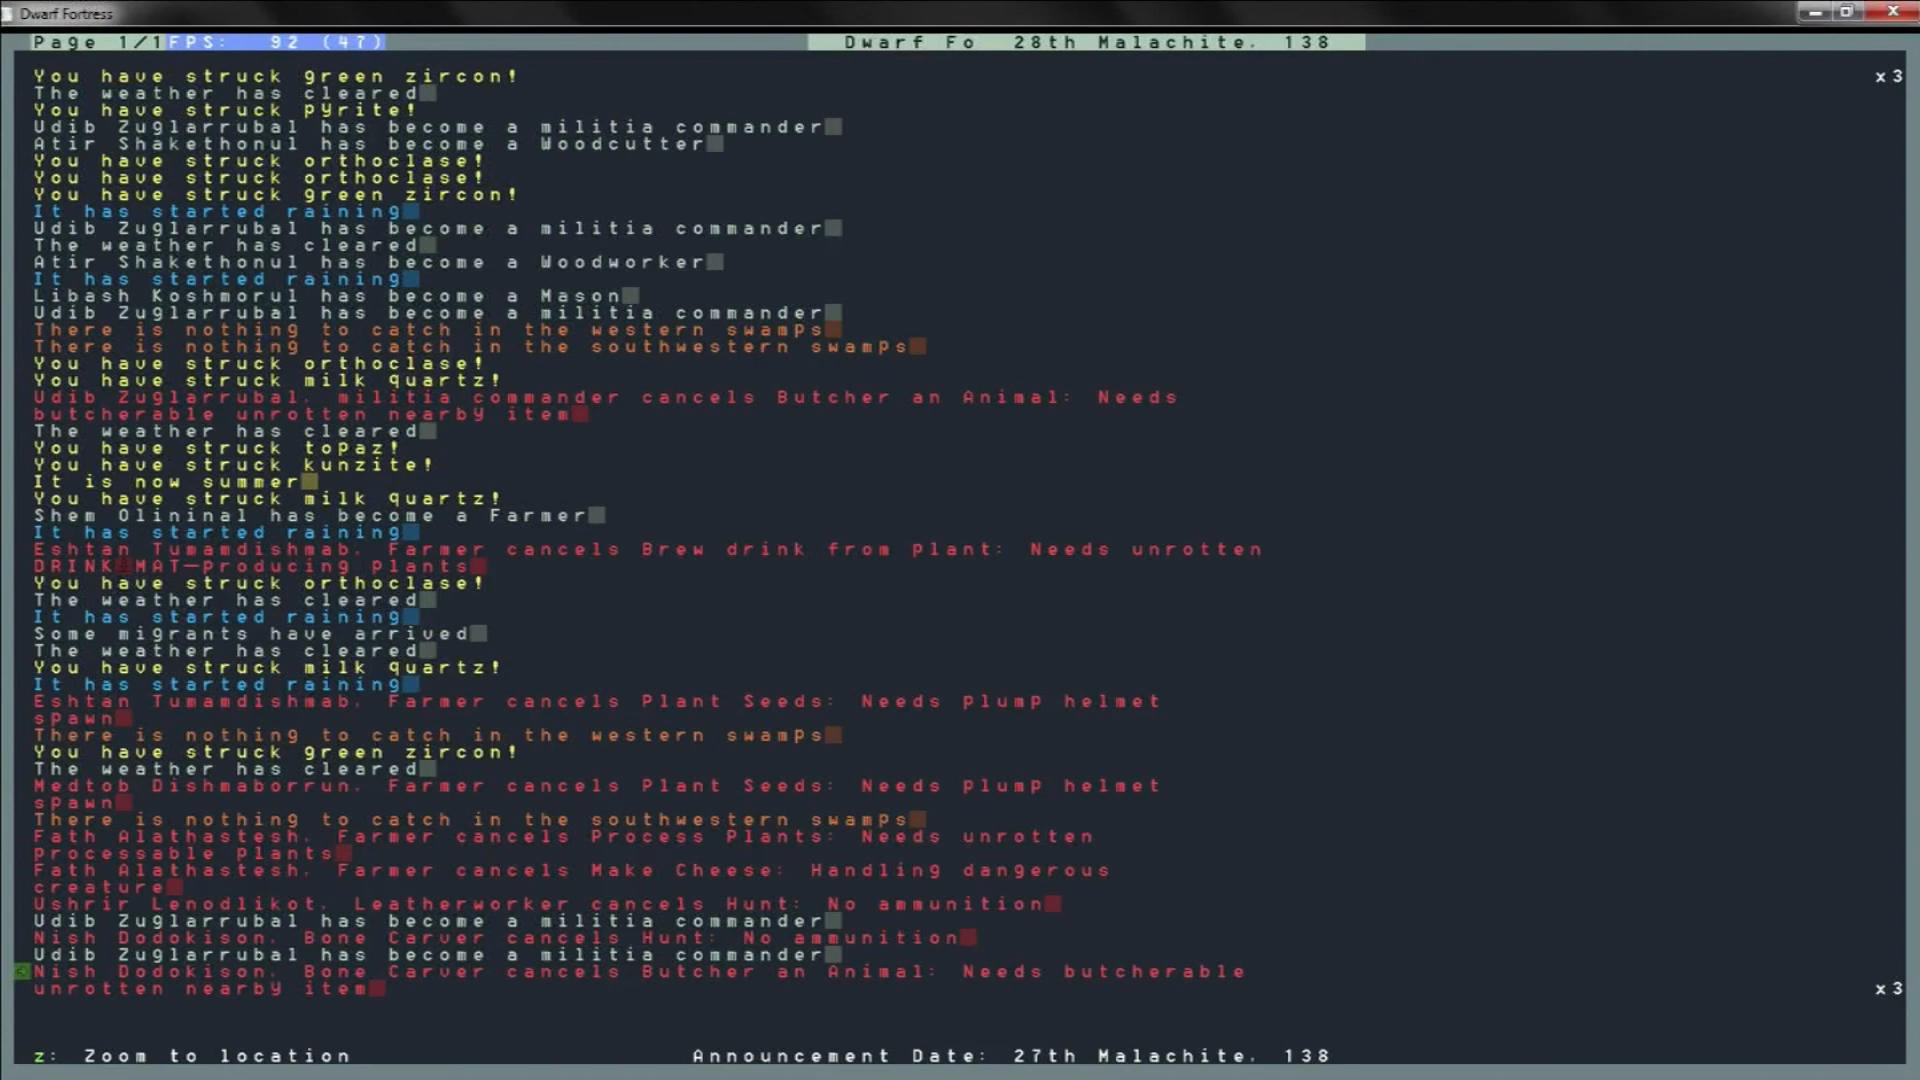 Dwarf Fortress
Page 1/1 FPS: 92 (47) Dwarf Fo 28th Malachite, 138
You have struck green zircon! x3
The weather has cleared.
You have struck pyrite!
Udib Zuglarrubal has become a militia commander.
Atir Shakethonul has become a Woodcutter.
You have struck orthoclase!
You have struck orthoclase!
You have struck green zircon!
It has started raining.
Udib Zuglarrubal has become a militia commander.
The weather has cleared.
Atir Shakethonul has become a Woodworker.
It has started raining.
Libash Koshmorul has become a Mason.
Udib Zuglarrubal has become a militia commander.
There is nothing to catch in the western swamps.
There is nothing to catch in the southwestern swamps.
You have struck orthoclase!
You have struck milk quartz!
Udib Zuglarrubal, militia commander cancels Butcher an Animal: Needs
butcherable unrotten nearby item.
The weather has cleared.
You have struck topaz!
You have struck kunzite!
It is now summer.
You have struck milk quartz!
Shem Olininal has become a Farmer.
It has started raining.
Eshtan Tumamdishmab, Farmer cancels Brew drink from plant: Needs unrotten
DRINK_MAT-producing plants.
You have struck orthoclase!
The weather has cleared.
It has started raining.
Some migrants have arrived.
The weather has cleared.
You have struck milk quartz!
It has started raining.
Eshtan Tumamdishmab, Farmer cancels Plant Seeds: Needs plump helmet
spawn.
There is nothing to catch in the western swamps.
You have struck green zircon!
The weather has cleared.
Medtob Dishmaborrun, Farmer cancels Plant Seeds: Needs plump helmet
spawn.
There is nothing to catch in the southwestern swamps.
Fath Alathastesh, Farmer cancels Process Plants: Needs unrotten
processable plants.
Fath Alathastesh, Farmer cancels Make Cheese: Handling dangerous
creature.
Ushrir Lenodlikot, Leatherworker cancels Hunt: No ammunition.
Udib Zuglarrubal has become a militia commander.
Nish Dodokison, Bone Carver cancels Hunt: No ammunition.
Udib Zuglarrubal has become a militia commander.
Nish Dodokison, Bone Carver cancels Butcher an Animal: Needs butcherable
unrotten nearby item. x3
z: Zoom to location Announcement Date: 27th Malachite, 138